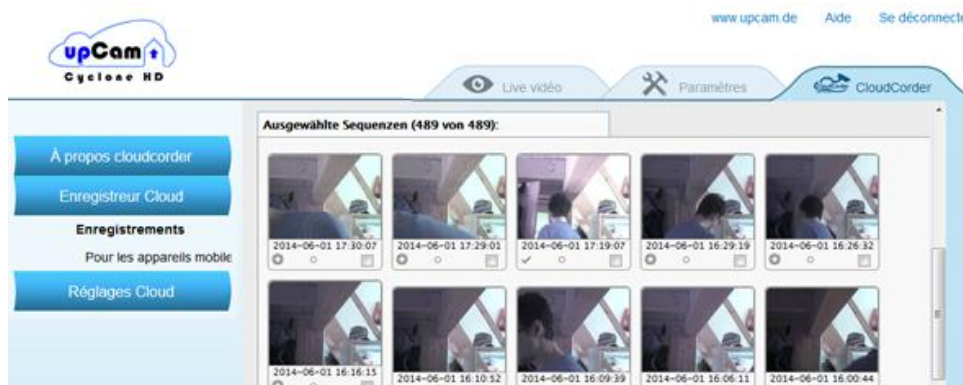 www.upcam.de Aide Se déconnecte
upCam
Cyclone HD
Live vidéo Paramètres CloudCorder
Ausgewählte Sequenzen (489 von 489):
À propos cloudcorder
Enregistreur Cloud
Enregistrements
Pour les appareils mobile
Réglages Cloud
2014-06-01 17:30:07 2014-06-01 17:29:01 2014-06-01 17:19:07 2014-06-01 16:29:19 2014-06-01 16:26:32
2014-06-01 16:16:15 2014-06-01 16:10:52 2014-06-01 16:09:39 2014-06-01 16:06:11 2014-06-01 16:00:44